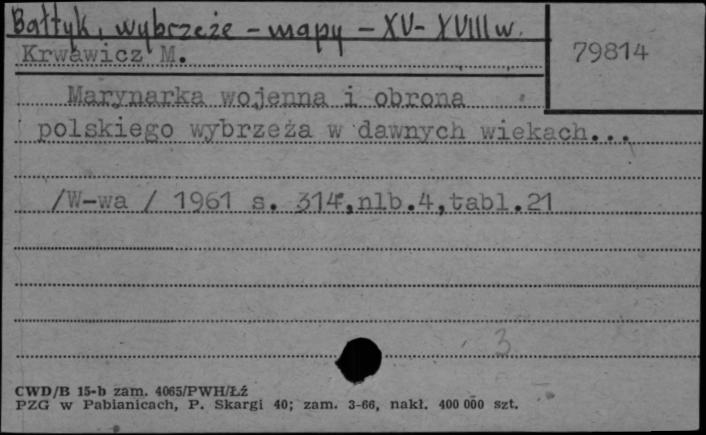 Bałtyk, wybrzeże - mapy - XV- XVIII w.
79814
Krwawicz M.
Marynarka wojenna i obrona
polskiego wybrzeża w dawnych wiekach...
/W-wa / 1961 s. 314,nlb.4,tabl.21
3
CWD/B 15-b zam. 4065/PWH/Łź
PZG w Pabianicach, P. Skargi 40; zam. 3-66, nakł. 400 000 szt.